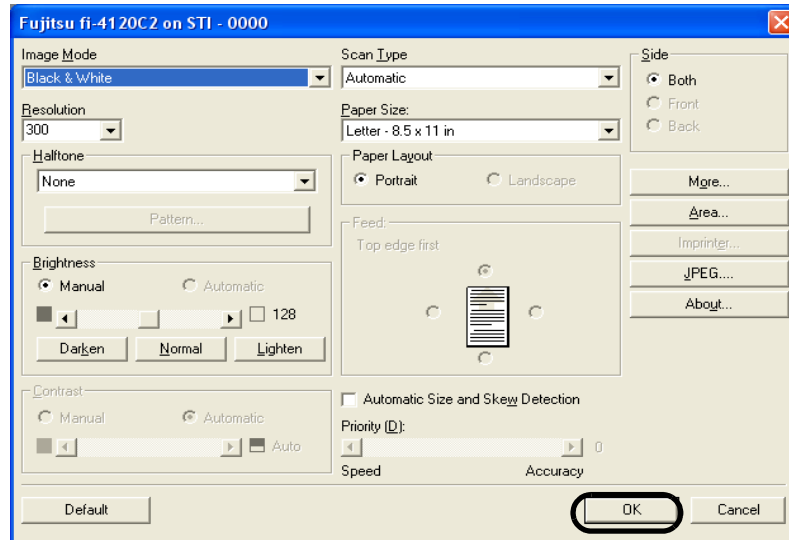 Fujitsu fi-4120C2 on STI - 0000
Image Mode
Black & White
Scan Type
Automatic
Side
Both
Front
Back
Resolution
300
Paper Size:
Letter - 8.5 x 11 in
Halftone
None
Pattern...
Paper Layout
Portrait Landscape
More...
Area...
Imprinter...
JPEG....
About...
Feed:
Top edge first
Brightness
Manual Automatic
128
Darken Normal Lighten
Contrast
Manual Automatic
Auto
Automatic Size and Skew Detection
Priority (D):
0
Speed Accuracy
Default OK Cancel